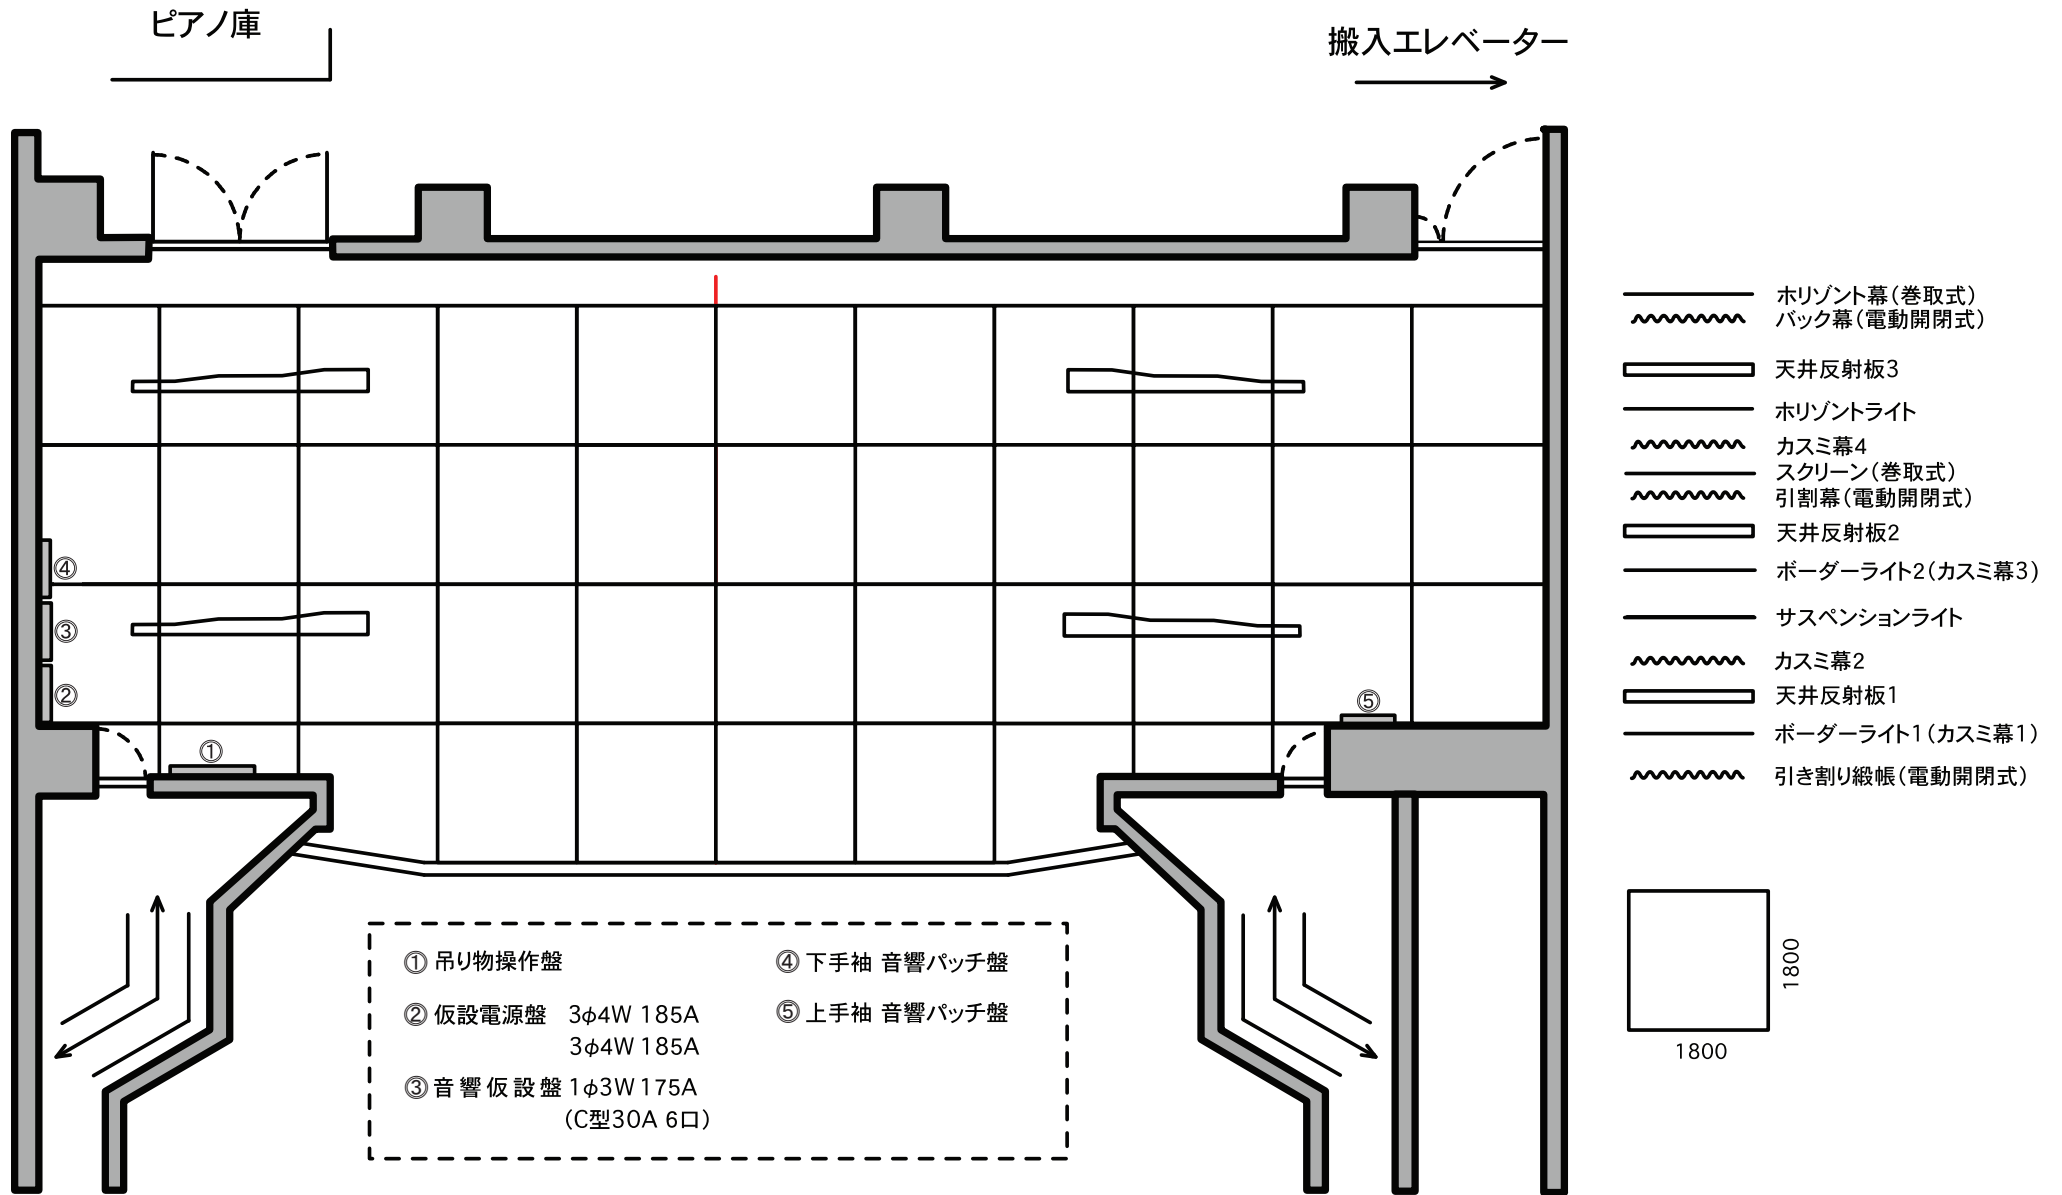 ピアノ庫
搬入エレベーター
ホリゾント幕(巻取式)
バック幕(電動開閉式)
天井反射板3
ホリゾントライト
カスミ幕4
スクリーン(巻取式)
引割幕(電動開閉式)
天井反射板2
ボーダーライト2(カスミ幕3)
サスペンションライト
カスミ幕2
天井反射板1
ボーダーライト1(カスミ幕1)
引き割り緞帳(電動開閉式)
④
③
②
①
⑤
① 吊り物操作盤
② 仮設電源盤 3φ4W 185A
3φ4W 185A
③ 音響仮設盤 1φ3W 175A
(C型30A 6口)
④ 下手袖 音響パッチ盤
⑤ 上手袖 音響パッチ盤
1800
1800